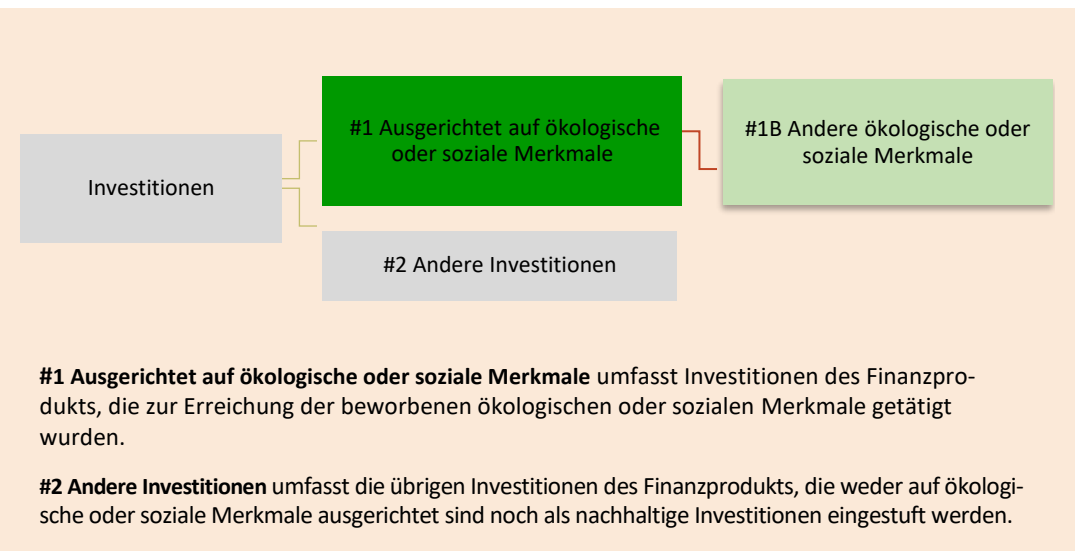 #1 Ausgerichtet auf ökologische
oder soziale Merkmale
#1B Andere ökologische oder
soziale Merkmale
Investitionen
#2 Andere Investitionen
#1 Ausgerichtet auf ökologische oder soziale Merkmale umfasst Investitionen des Finanzpro-
dukts, die zur Erreichung der beworbenen ökologischen oder sozialen Merkmale getätigt
wurden.
#2 Andere Investitionen umfasst die übrigen Investitionen des Finanzprodukts, die weder auf ökologi-
sche oder soziale Merkmale ausgerichtet sind noch als nachhaltige Investitionen eingestuft werden.